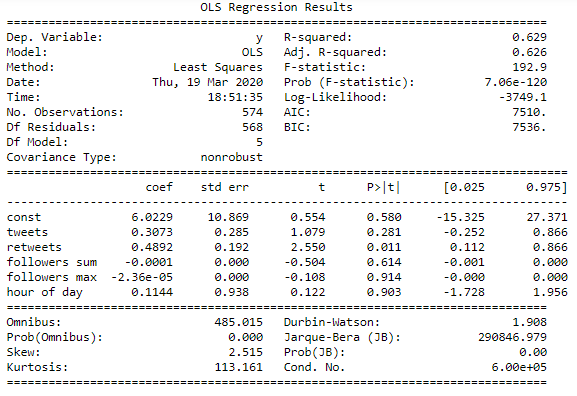 OLS Regression Results
==============================================================================
Dep. Variable: y R-squared: 0.629
Model: OLS Adj. R-squared: 0.626
Method: Least Squares F-statistic: 192.9
Date: Thu, 19 Mar 2020 Prob (F-statistic): 7.06e-120
Time: 18:51:35 Log-Likelihood: -3749.1
No. Observations: 574 AIC: 7510.
Df Residuals: 568 BIC: 7536.
Df Model: 5
Covariance Type: nonrobust
=================================================================================
coef std err t P>|t| [0.025 0.975]
---------------------------------------------------------------------------------
const 6.0229 10.869 0.554 0.580 -15.325 27.371
tweets 0.3073 0.285 1.079 0.281 -0.252 0.866
retweets 0.4892 0.192 2.550 0.011 0.112 0.866
followers sum -0.0001 0.000 -0.504 0.614 -0.001 0.000
followers max -2.36e-05 0.000 -0.108 0.914 -0.000 0.000
hour of day 0.1144 0.938 0.122 0.903 -1.728 1.956
==============================================================================
Omnibus: 485.015 Durbin-Watson: 1.908
Prob(Omnibus): 0.000 Jarque-Bera (JB): 290846.979
Skew: 2.515 Prob(JB): 0.00
Kurtosis: 113.161 Cond. No. 6.00e+05
==============================================================================